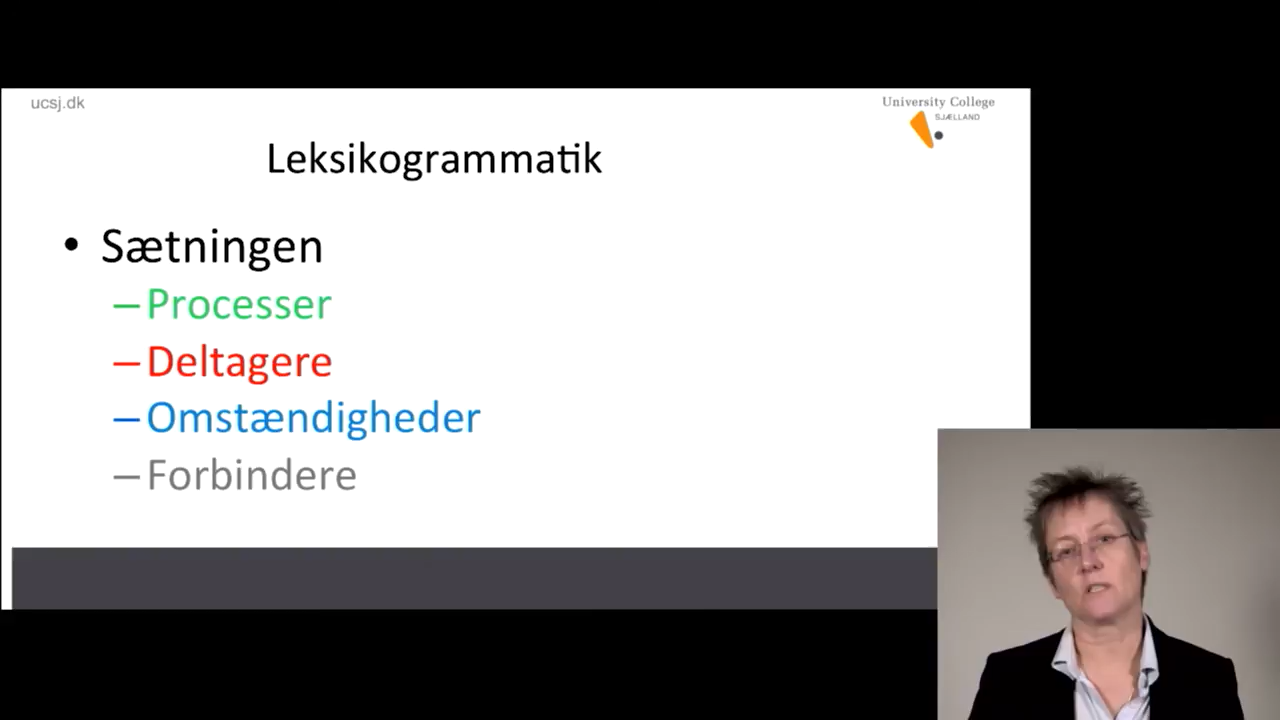 ucsj.dk
University College
SJÆLLAND
Leksikogrammatik
• Sætningen
– Processer
– Deltagere
– Omstændigheder
– Forbindere